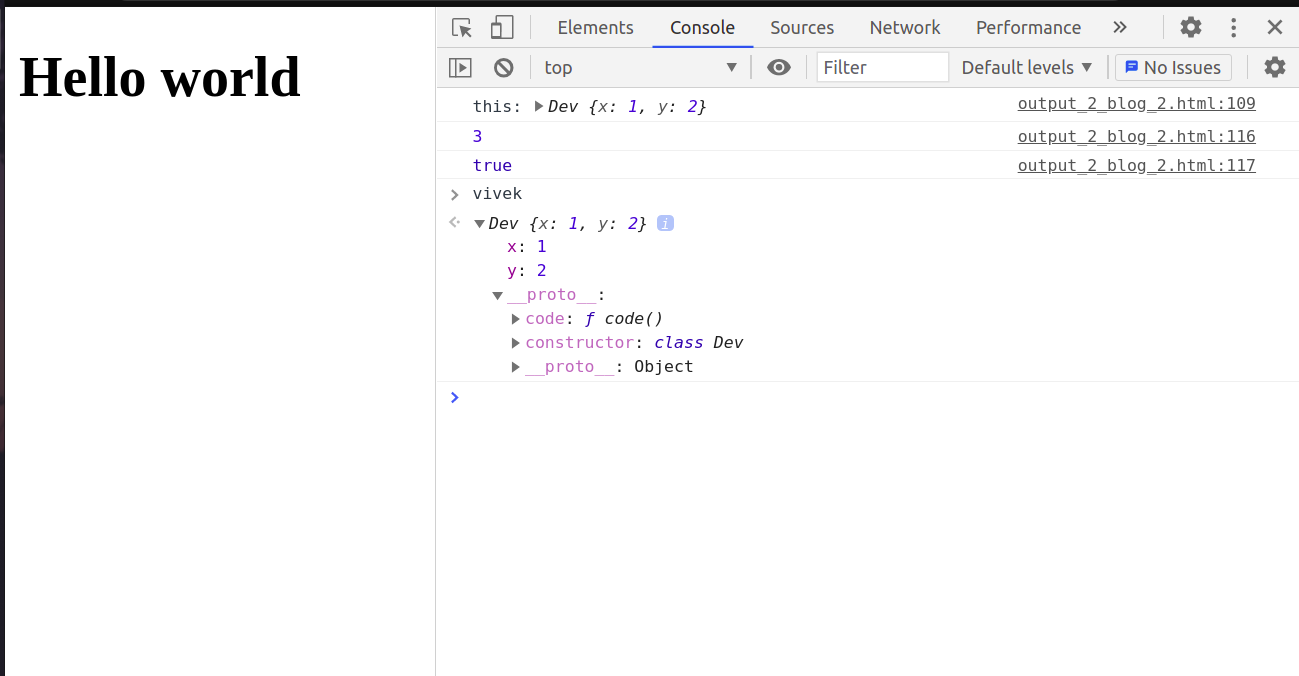 Hello world
Elements Console Sources Network Performance
top Filter Default levels No Issues
this: Dev {x: 1, y: 2} output_2_blog_2.html:109
3 output_2_blog_2.html:116
true output_2_blog_2.html:117
vivek
Dev {x: 1, y: 2} i
x: 1
y: 2
__proto__:
code: ƒ code()
constructor: class Dev
__proto__: Object